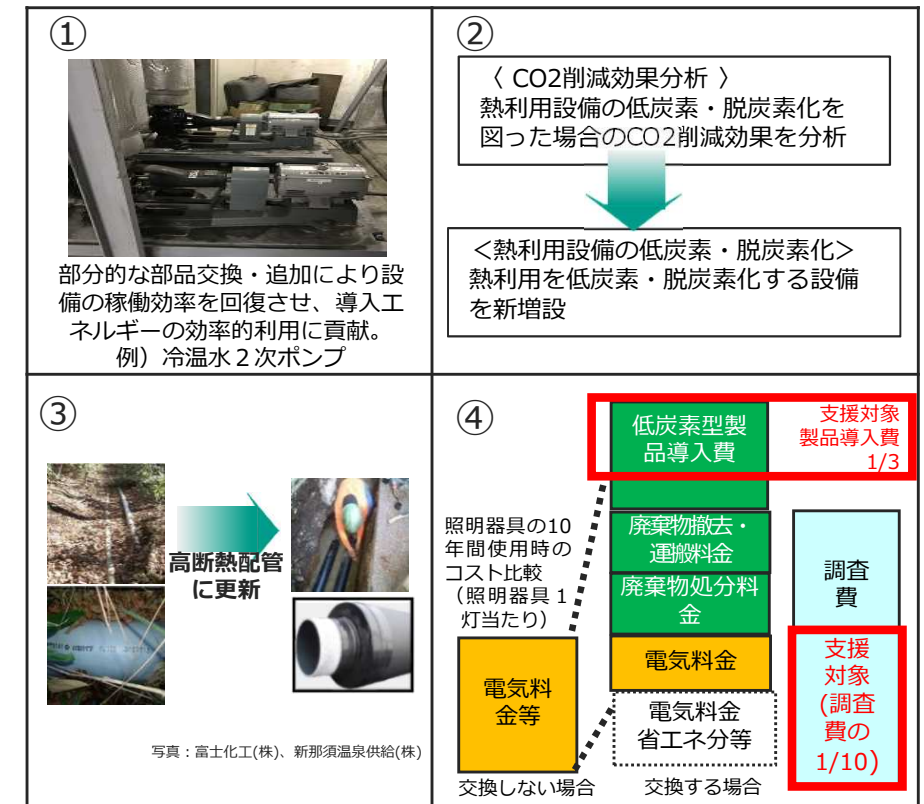 ①
部分的な部品交換・追加により設
備の稼働効率を回復させ、導入エ
ネルギーの効率的利用に貢献。
例）冷温水２次ポンプ
②
〈 CO2削減効果分析 〉
熱利用設備の低炭素・脱炭素化を
図った場合のCO2削減効果を分析
＜熱利用設備の低炭素・脱炭素化＞
熱利用を低炭素・脱炭素化する設備
を新増設
③
高断熱配管
に更新
写真：富士化工(株)、新那須温泉供給(株)
④
低炭素型製
品導入費
支援対象
製品導入費
1/3
照明器具の10
年間使用時の
コスト比較
（照明器具１
灯当たり）
廃棄物撤去・
運搬料金
廃棄物処分料
金
電気料金
電気料金
省エネ分等
電気料
金等
調査
費
支援
対象
(調査
費の
1/10)
交換しない場合
交換する場合